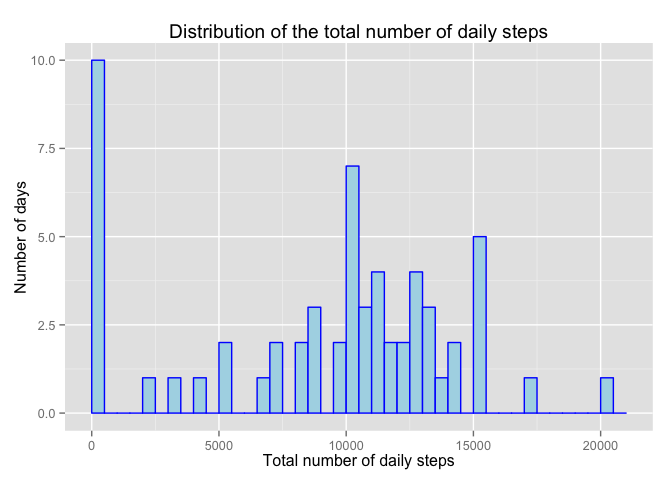 Distribution of the total number of daily steps
Number of days
10.0
7.5
5.0
2.5
0.0
0 5000 10000 15000 20000
Total number of daily steps